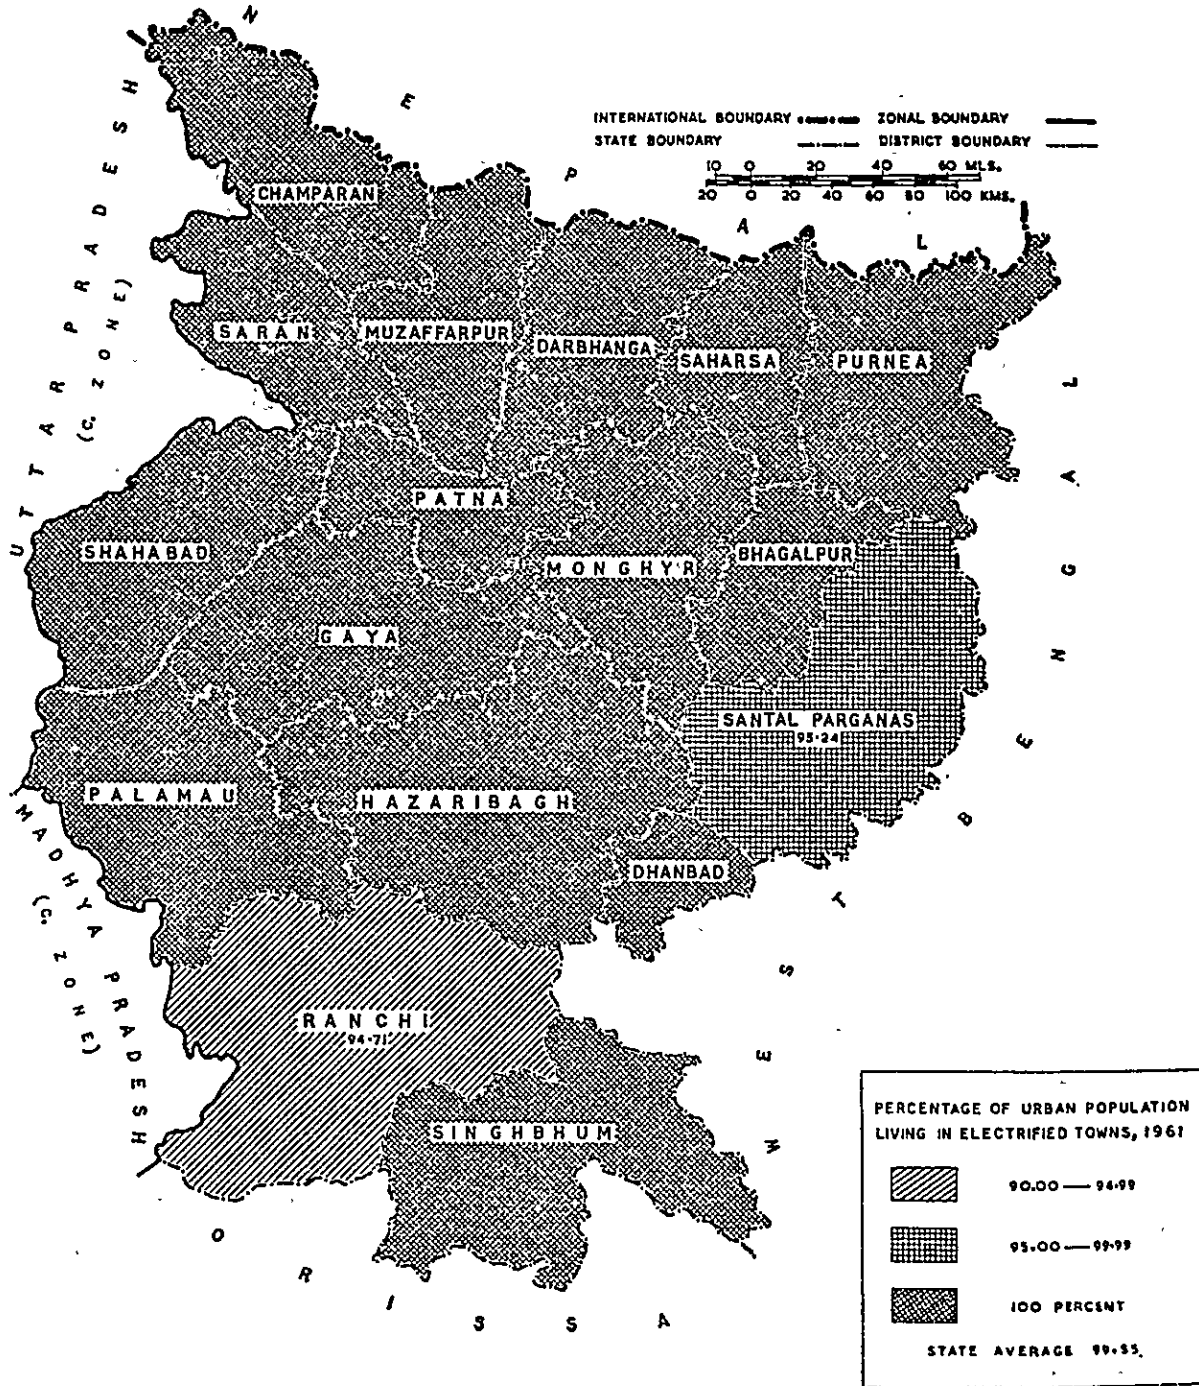 NEPAL
INTERNATIONAL BOUNDARY ZONAL BOUNDARY
STATE BOUNDARY DISTRICT BOUNDARY
10 0 20 40 60 MLS.
20 0 20 40 60 80 100 KMS.
UTTAR PRADESH
(C. ZONE)
CHAMPARAN
SARAN
MUZAFFARPUR
DARBHANGA
SAHARSA
PURNEA
PATNA
SHAHABAD
MONGHYR
BHAGALPUR
GAYA
SANTAL PARGANAS
95.24
PALAMAU
HAZARIBAGH
DHANBAD
MADHYA PRADESH
(C. ZONE)
RANCHI
94.71
SINGHBHUM
WEST BENGAL
ORISSA
PERCENTAGE OF URBAN POPULATION
LIVING IN ELECTRIFIED TOWNS, 1961
90.00 — 94.99
95.00 — 99.99
100 PERCENT
STATE AVERAGE 99.55.